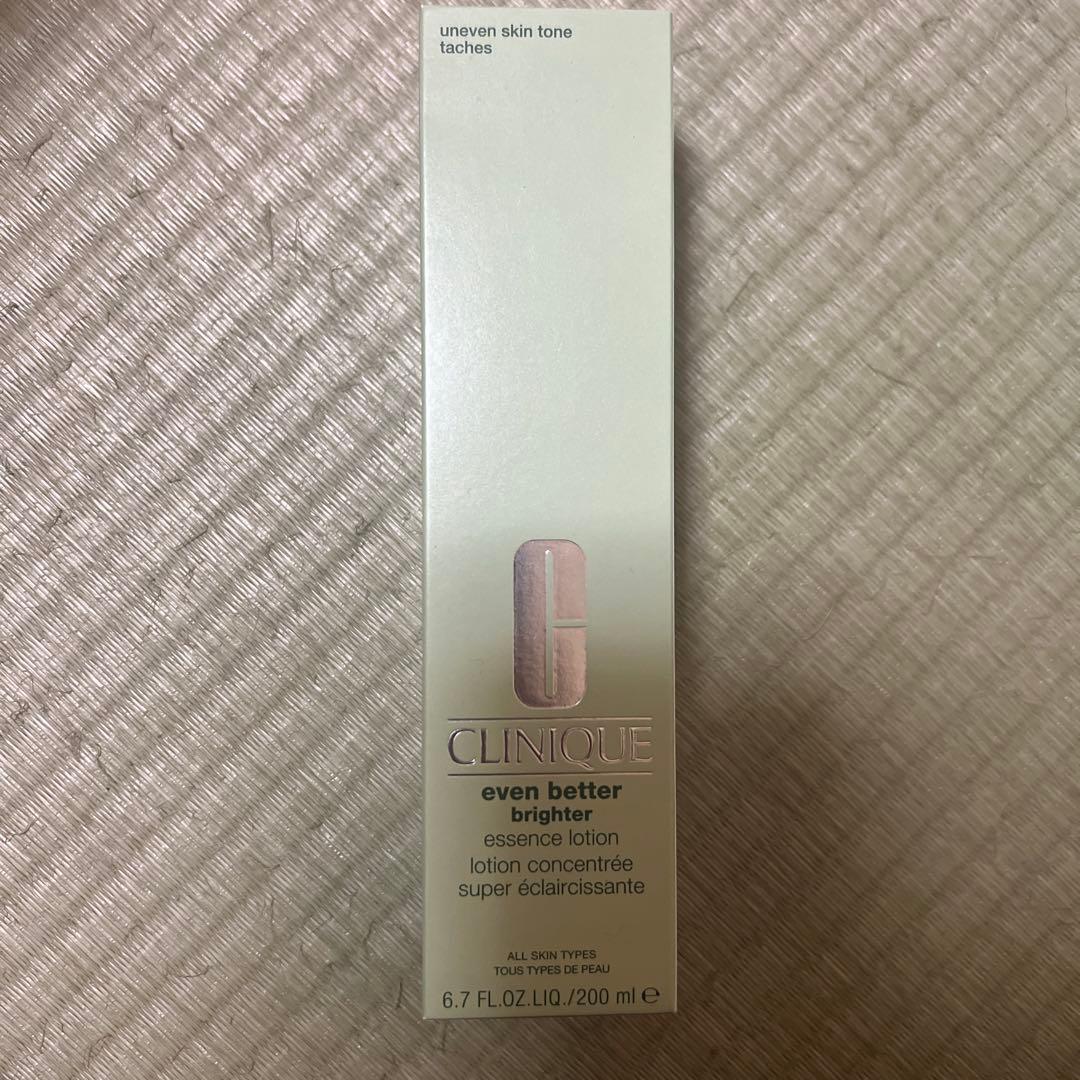 uneven skin tone
taches
CLINIQUE
even better
brighter
essence lotion
lotion concentrée
super éclaircissante
ALL SKIN TYPES
TOUS TYPES DE PEAU
6.7 FL.OZ.LIQ./200 ml ℮